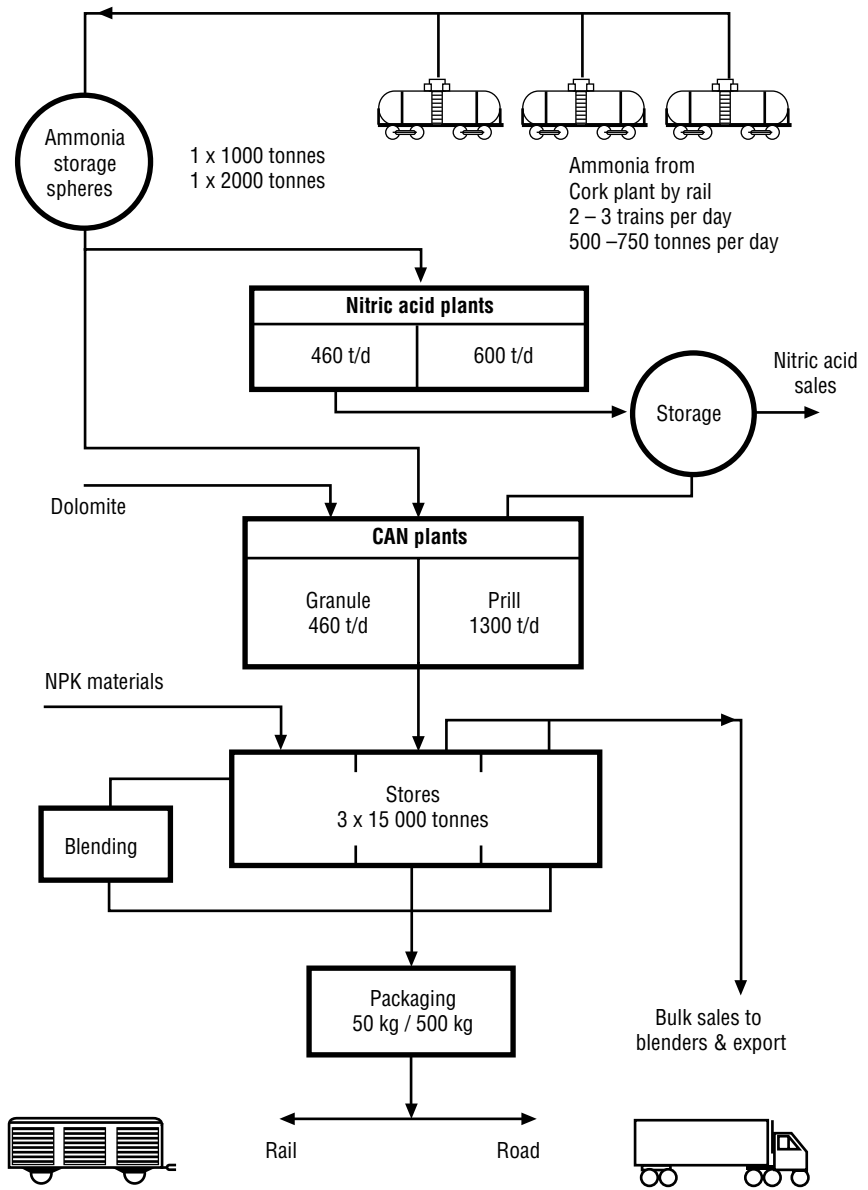 Ammonia
storage
spheres
1 x 1000 tonnes
1 x 2000 tonnes
Ammonia from
Cork plant by rail
2 – 3 trains per day
500 –750 tonnes per day
Nitric acid plants
460 t/d
600 t/d
Nitric acid
sales
Storage
Dolomite
CAN plants
Granule
460 t/d
Prill
1300 t/d
NPK materials
Stores
3 x 15 000 tonnes
Blending
Packaging
50 kg / 500 kg
Bulk sales to
blenders & export
Rail
Road